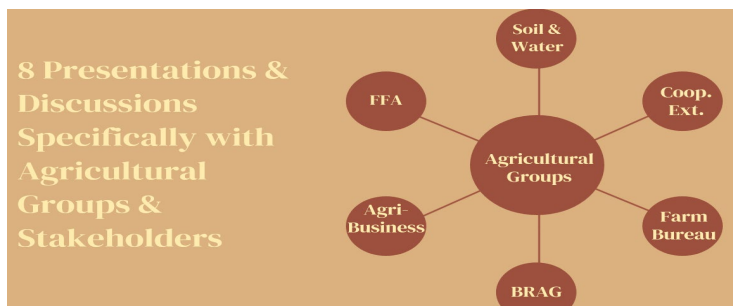 8 Presentations &
Discussions
Specifically with
Agricultural
Groups &
Stakeholders
Soil &
Water
FFA
Coop.
Ext.
Agricultural
Groups
Agri-
Business
Farm
Bureau
BRAG